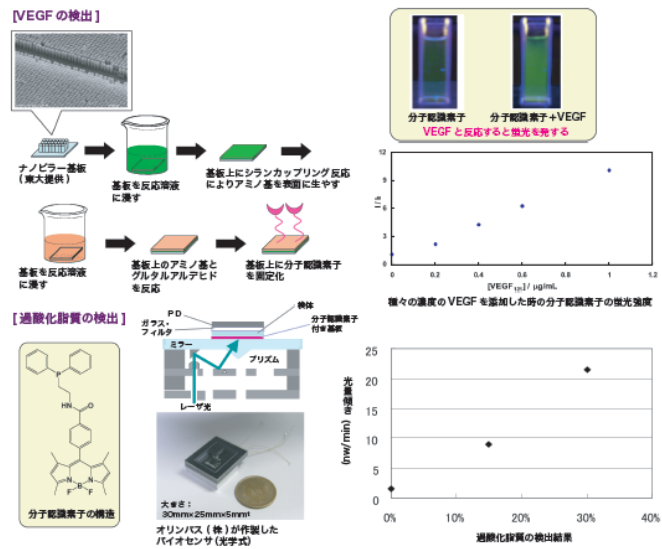 [VEGFの検出]
ナノピラー基板
(東大提供)
基板を反応溶液
に浸す
基板上にシランカップリング反応
によりアミノ基を表面に生やす
基板を反応溶液
に浸す
基板上のアミノ基と
グルタルアルデヒド
を反応
基板上に分子認識素子
を固定化
分子認識素子
分子認識素子+VEGF
VEGFと反応すると蛍光を発する
12
9
6
3
0
I / I₀
0
0.2
0.4
0.6
0.8
1
1.2
[VEGF₁₂₁] / μg/mL
種々の濃度のVEGFを添加した時の分子認識素子の蛍光強度
[過酸化脂質の検出]
P
NH
O
N
B
N
F
F
分子認識素子の構造
PD
ガラス・
フィルタ
ミラー
検体
分子認識素子
付き基板
プリズム
レーザ光
大きさ:
30mm×25mm×5mmᵗ
オリンパス(株)が作製した
バイオセンサ(光学式)
光量傾き
(nw/min)
25
20
15
10
5
0
0%
10%
20%
30%
40%
過酸化脂質の検出結果